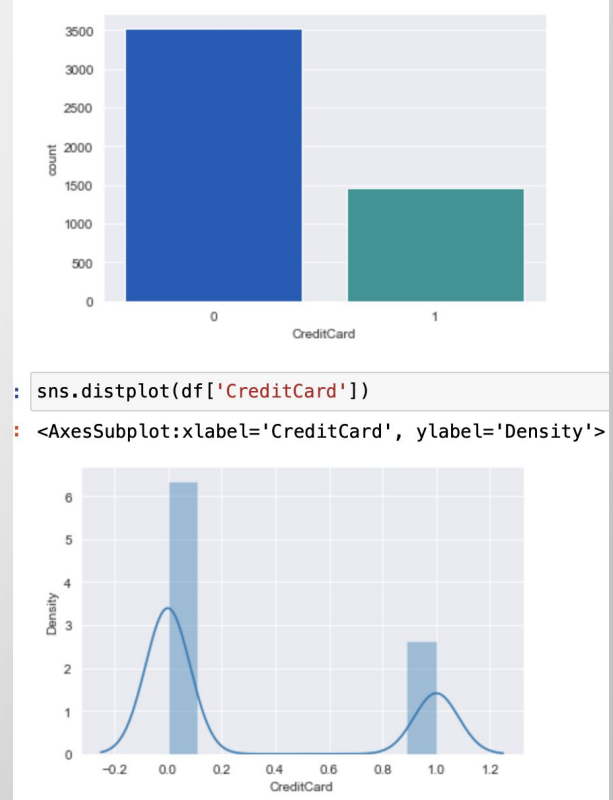 3500
3000
2500
2000
1500
1000
500
0
count
0 1
CreditCard
: sns.distplot(df['CreditCard'])
: <AxesSubplot:xlabel='CreditCard', ylabel='Density'>
6
5
4
3
2
1
0
Density
−0.2 0.0 0.2 0.4 0.6 0.8 1.0 1.2
CreditCard